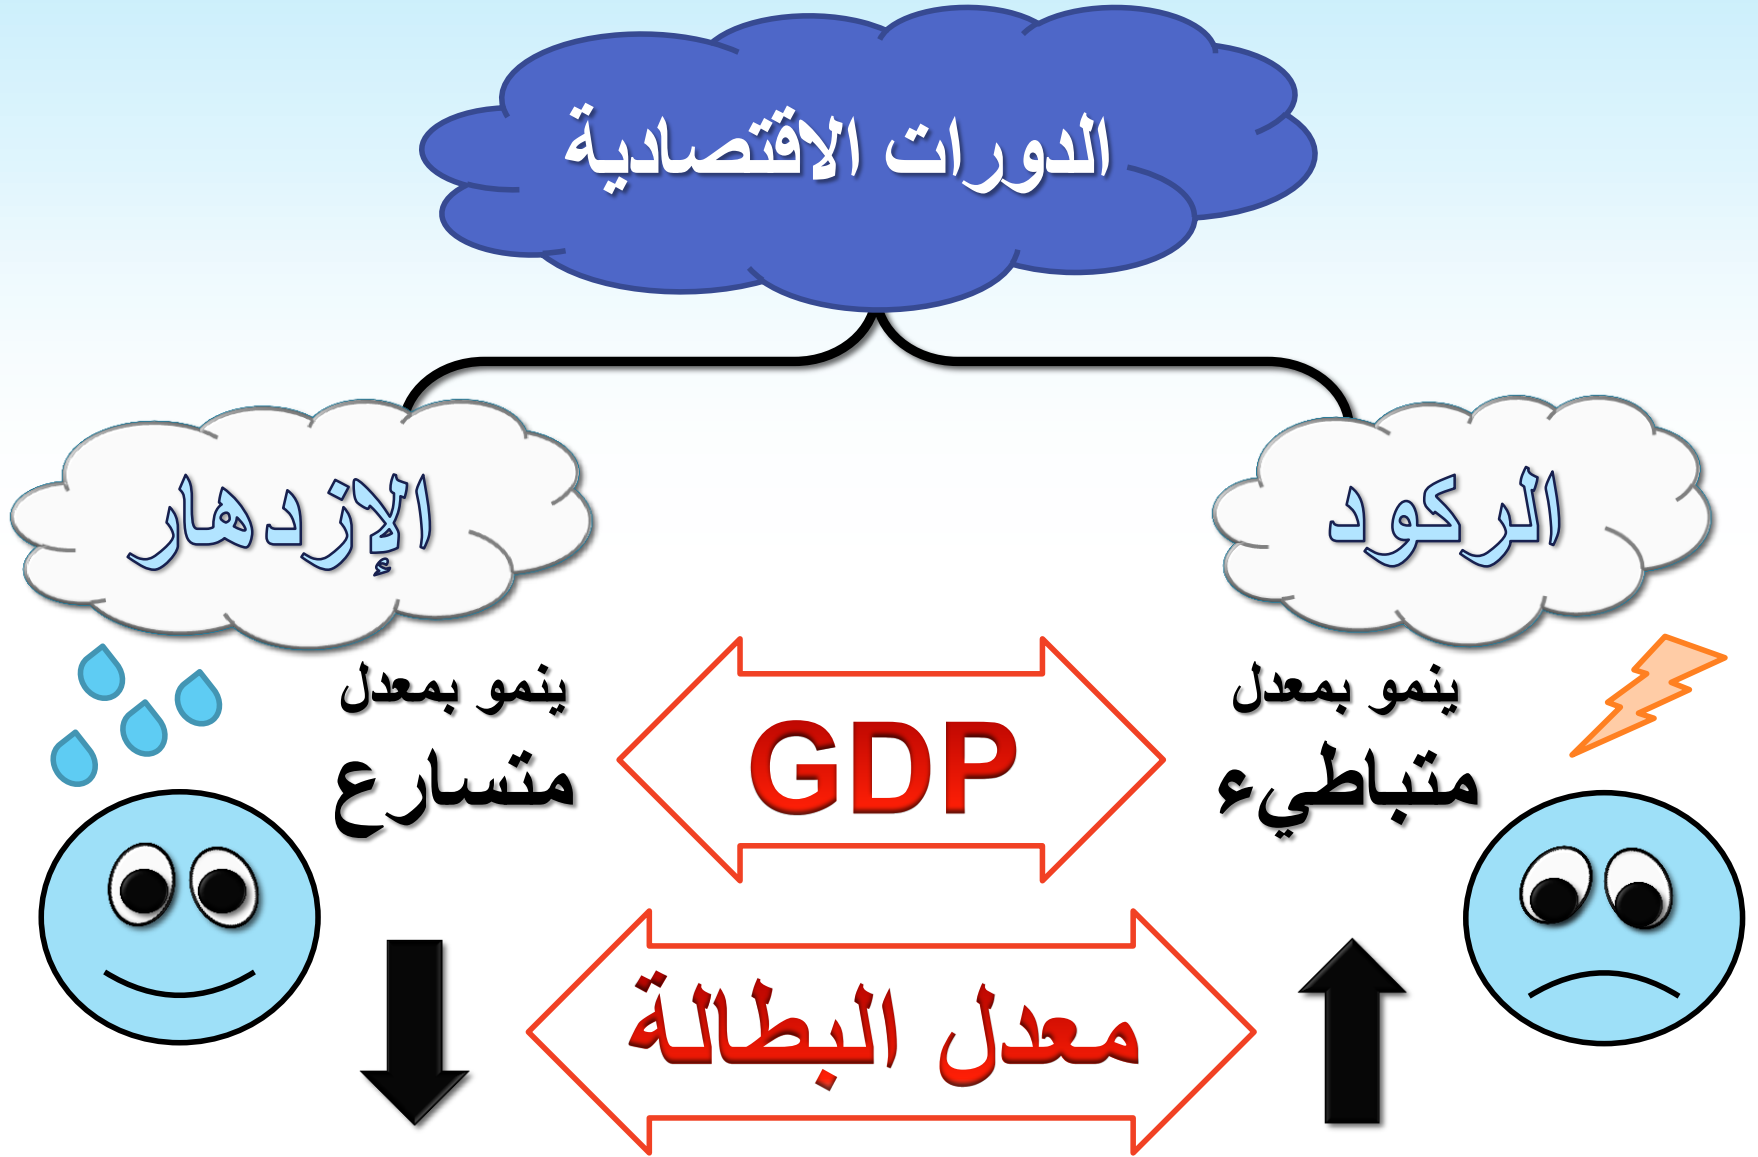 الدورات الاقتصادية
الركود
الإزدهار
ينمو بمعدل
متباطيء
GDP
ينمو بمعدل
متسارع
معدل البطالة